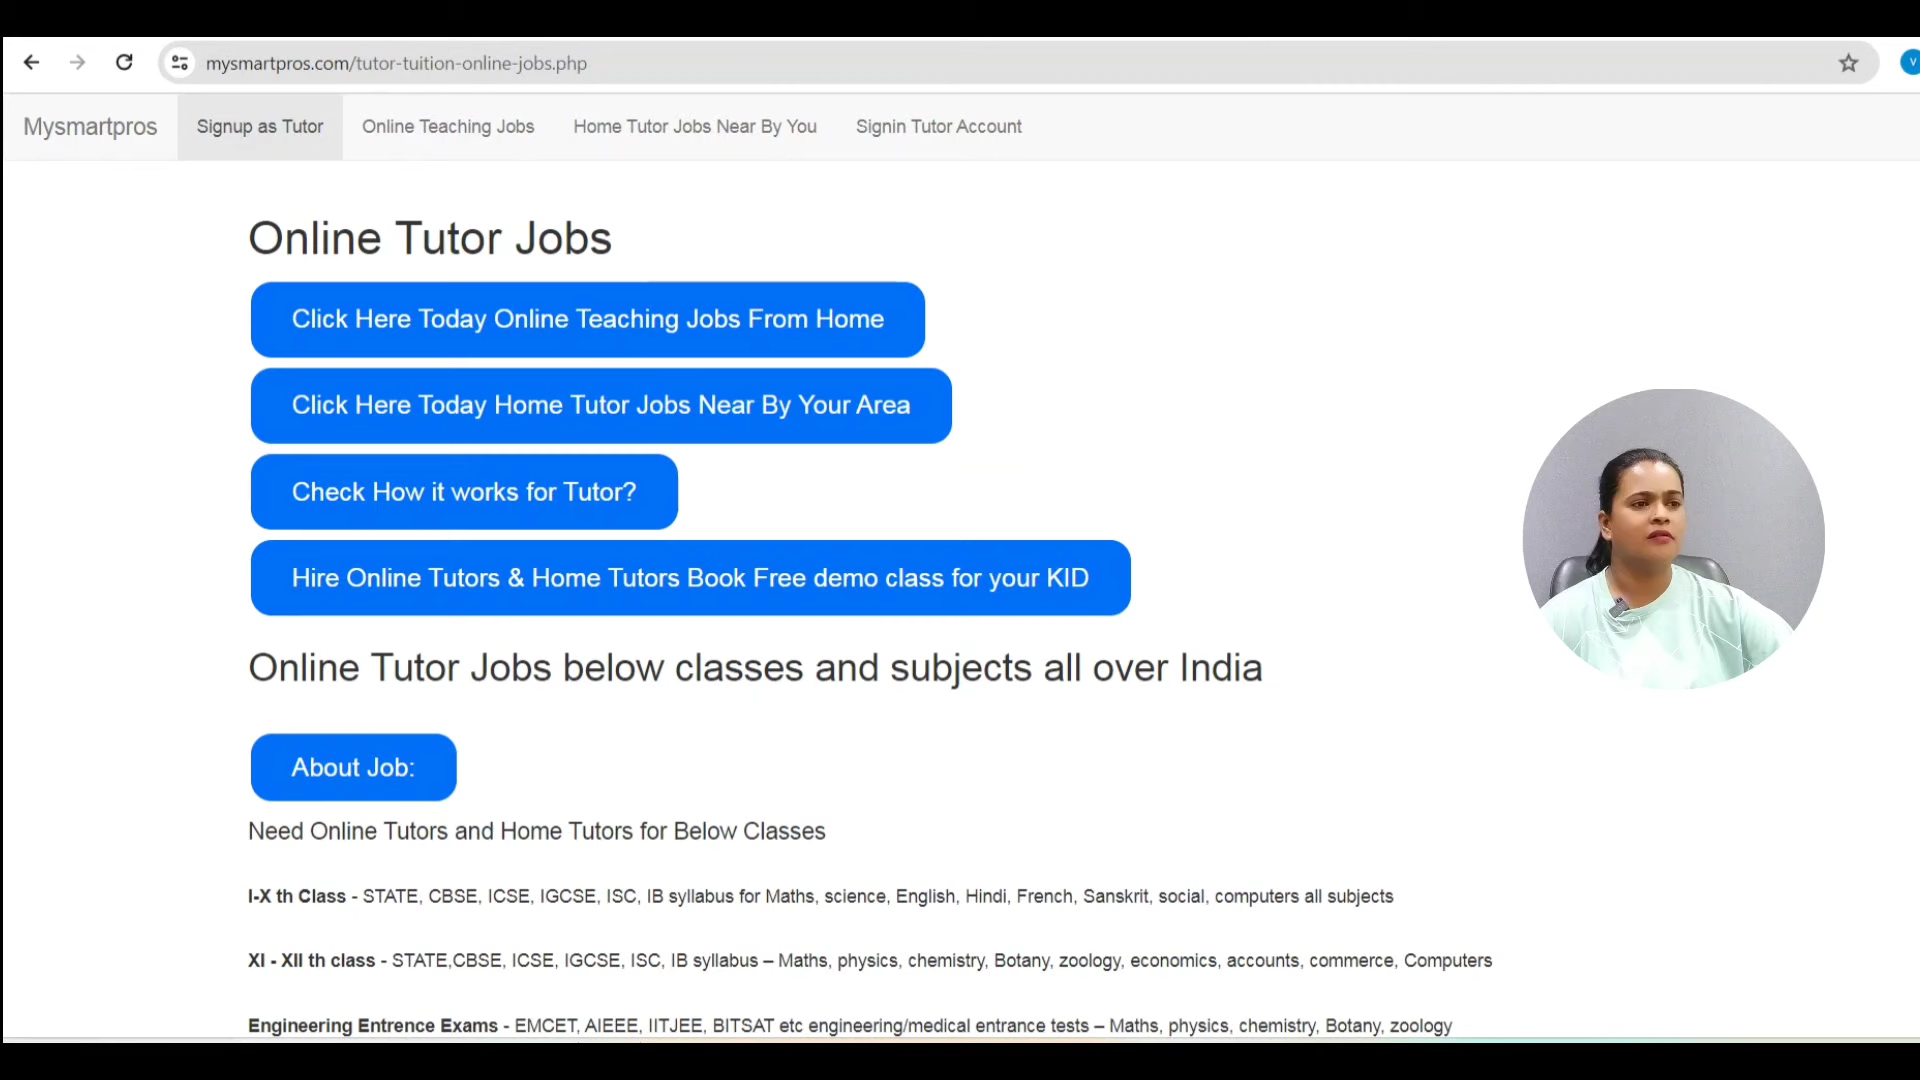 mysmartpros.com/tutor-tuition-online-jobs.php
V
Mysmartpros
Signup as Tutor
Online Teaching Jobs
Home Tutor Jobs Near By You
Signin Tutor Account
Online Tutor Jobs
Click Here Today Online Teaching Jobs From Home
Click Here Today Home Tutor Jobs Near By Your Area
Check How it works for Tutor?
Hire Online Tutors & Home Tutors Book Free demo class for your KID
Online Tutor Jobs below classes and subjects all over India
About Job:
Need Online Tutors and Home Tutors for Below Classes
I-X th Class - STATE, CBSE, ICSE, IGCSE, ISC, IB syllabus for Maths, science, English, Hindi, French, Sanskrit, social, computers all subjects
XI - XII th class - STATE,CBSE, ICSE, IGCSE, ISC, IB syllabus – Maths, physics, chemistry, Botany, zoology, economics, accounts, commerce, Computers
Engineering Entrence Exams - EMCET, AIEEE, IITJEE, BITSAT etc engineering/medical entrance tests – Maths, physics, chemistry, Botany, zoology